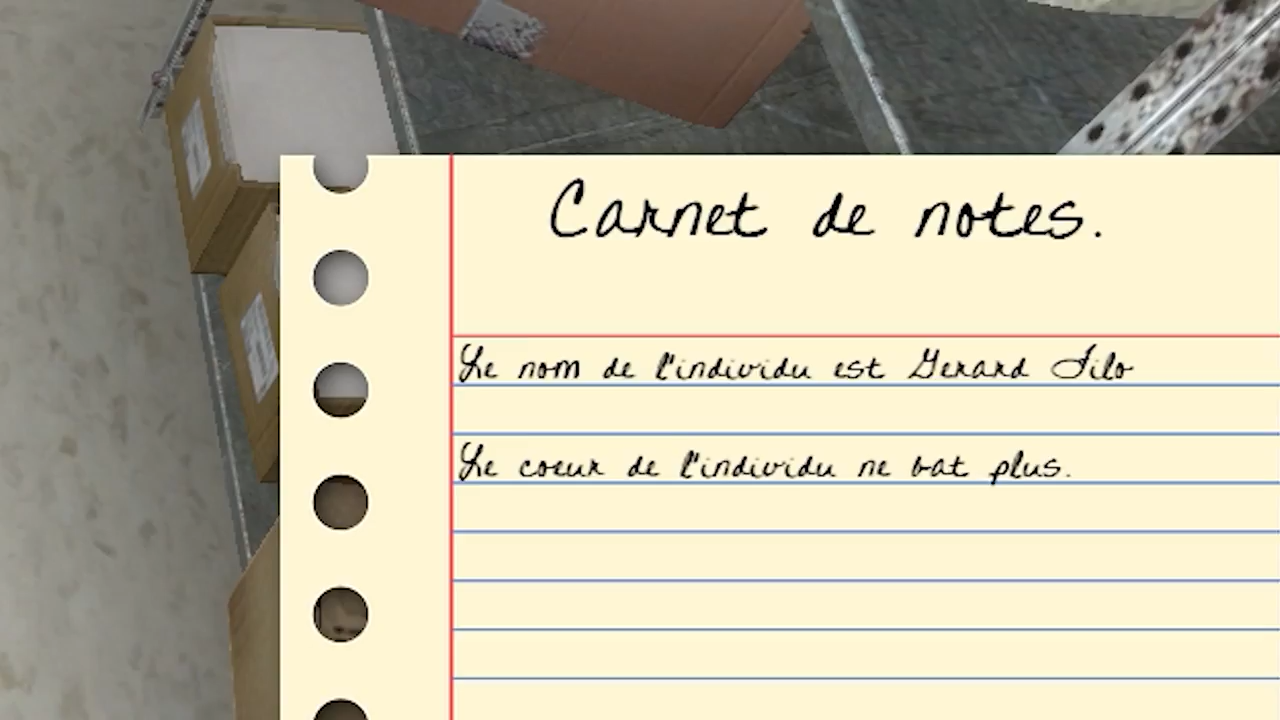 Carnet de notes.
Le nom de l'individu est Gerard Filo
Le coeur de l'individu ne bat plus.